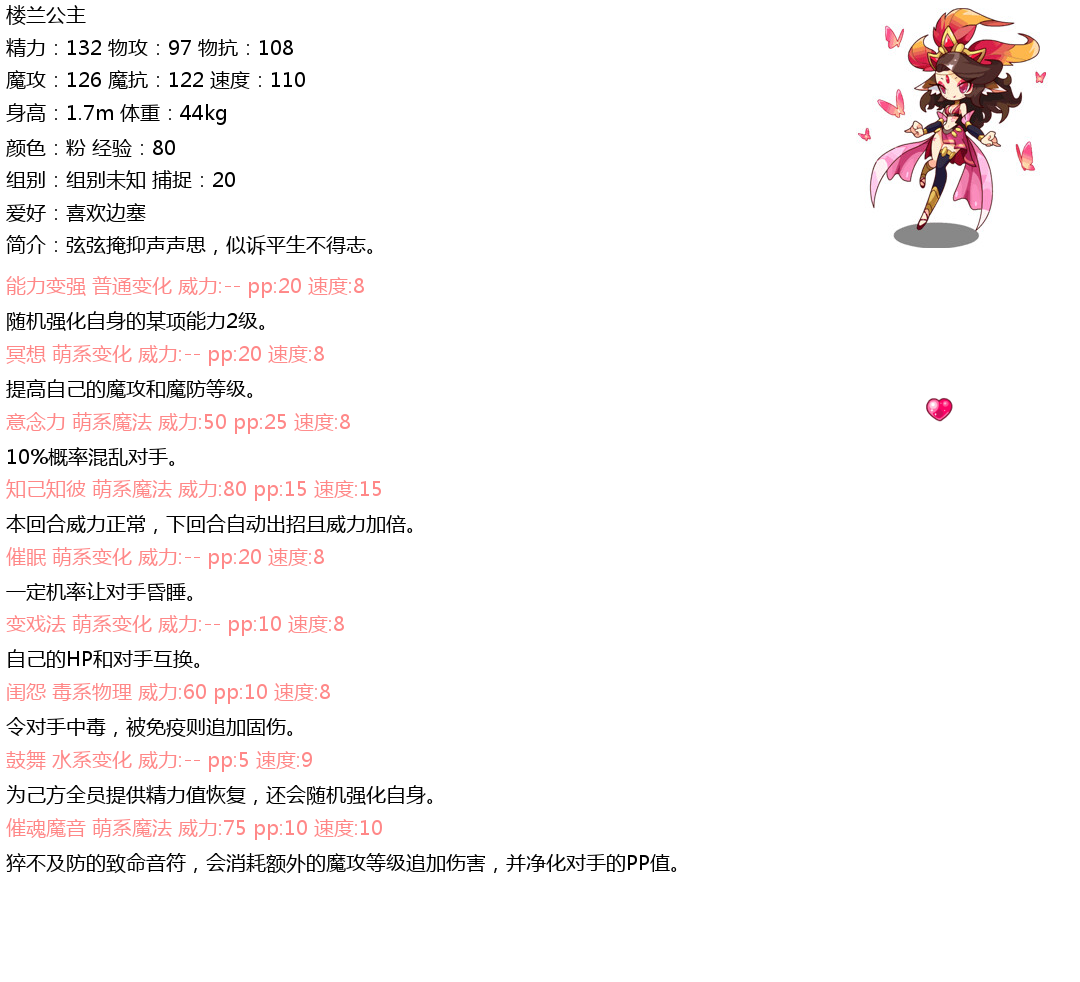 楼兰公主
精力：132 物攻：97 物抗：108
魔攻：126 魔抗：122 速度：110
身高：1.7m 体重：44kg
颜色：粉 经验：80
组别：组别未知 捕捉：20
爱好：喜欢边塞
简介：弦弦掩抑声声思，似诉平生不得志。
能力变强 普通变化 威力:-- pp:20 速度:8
随机强化自身的某项能力2级。
冥想 萌系变化 威力:-- pp:20 速度:8
提高自己的魔攻和魔防等级。
意念力 萌系魔法 威力:50 pp:25 速度:8
10%概率混乱对手。
知己知彼 萌系魔法 威力:80 pp:15 速度:15
本回合威力正常，下回合自动出招且威力加倍。
催眠 萌系变化 威力:-- pp:20 速度:8
一定机率让对手昏睡。
变戏法 萌系变化 威力:-- pp:10 速度:8
自己的HP和对手互换。
闺怨 毒系物理 威力:60 pp:10 速度:8
令对手中毒，被免疫则追加固伤。
鼓舞 水系变化 威力:-- pp:5 速度:9
为己方全员提供精力值恢复，还会随机强化自身。
催魂魔音 萌系魔法 威力:75 pp:10 速度:10
猝不及防的致命音符，会消耗额外的魔攻等级追加伤害，并净化对手的PP值。